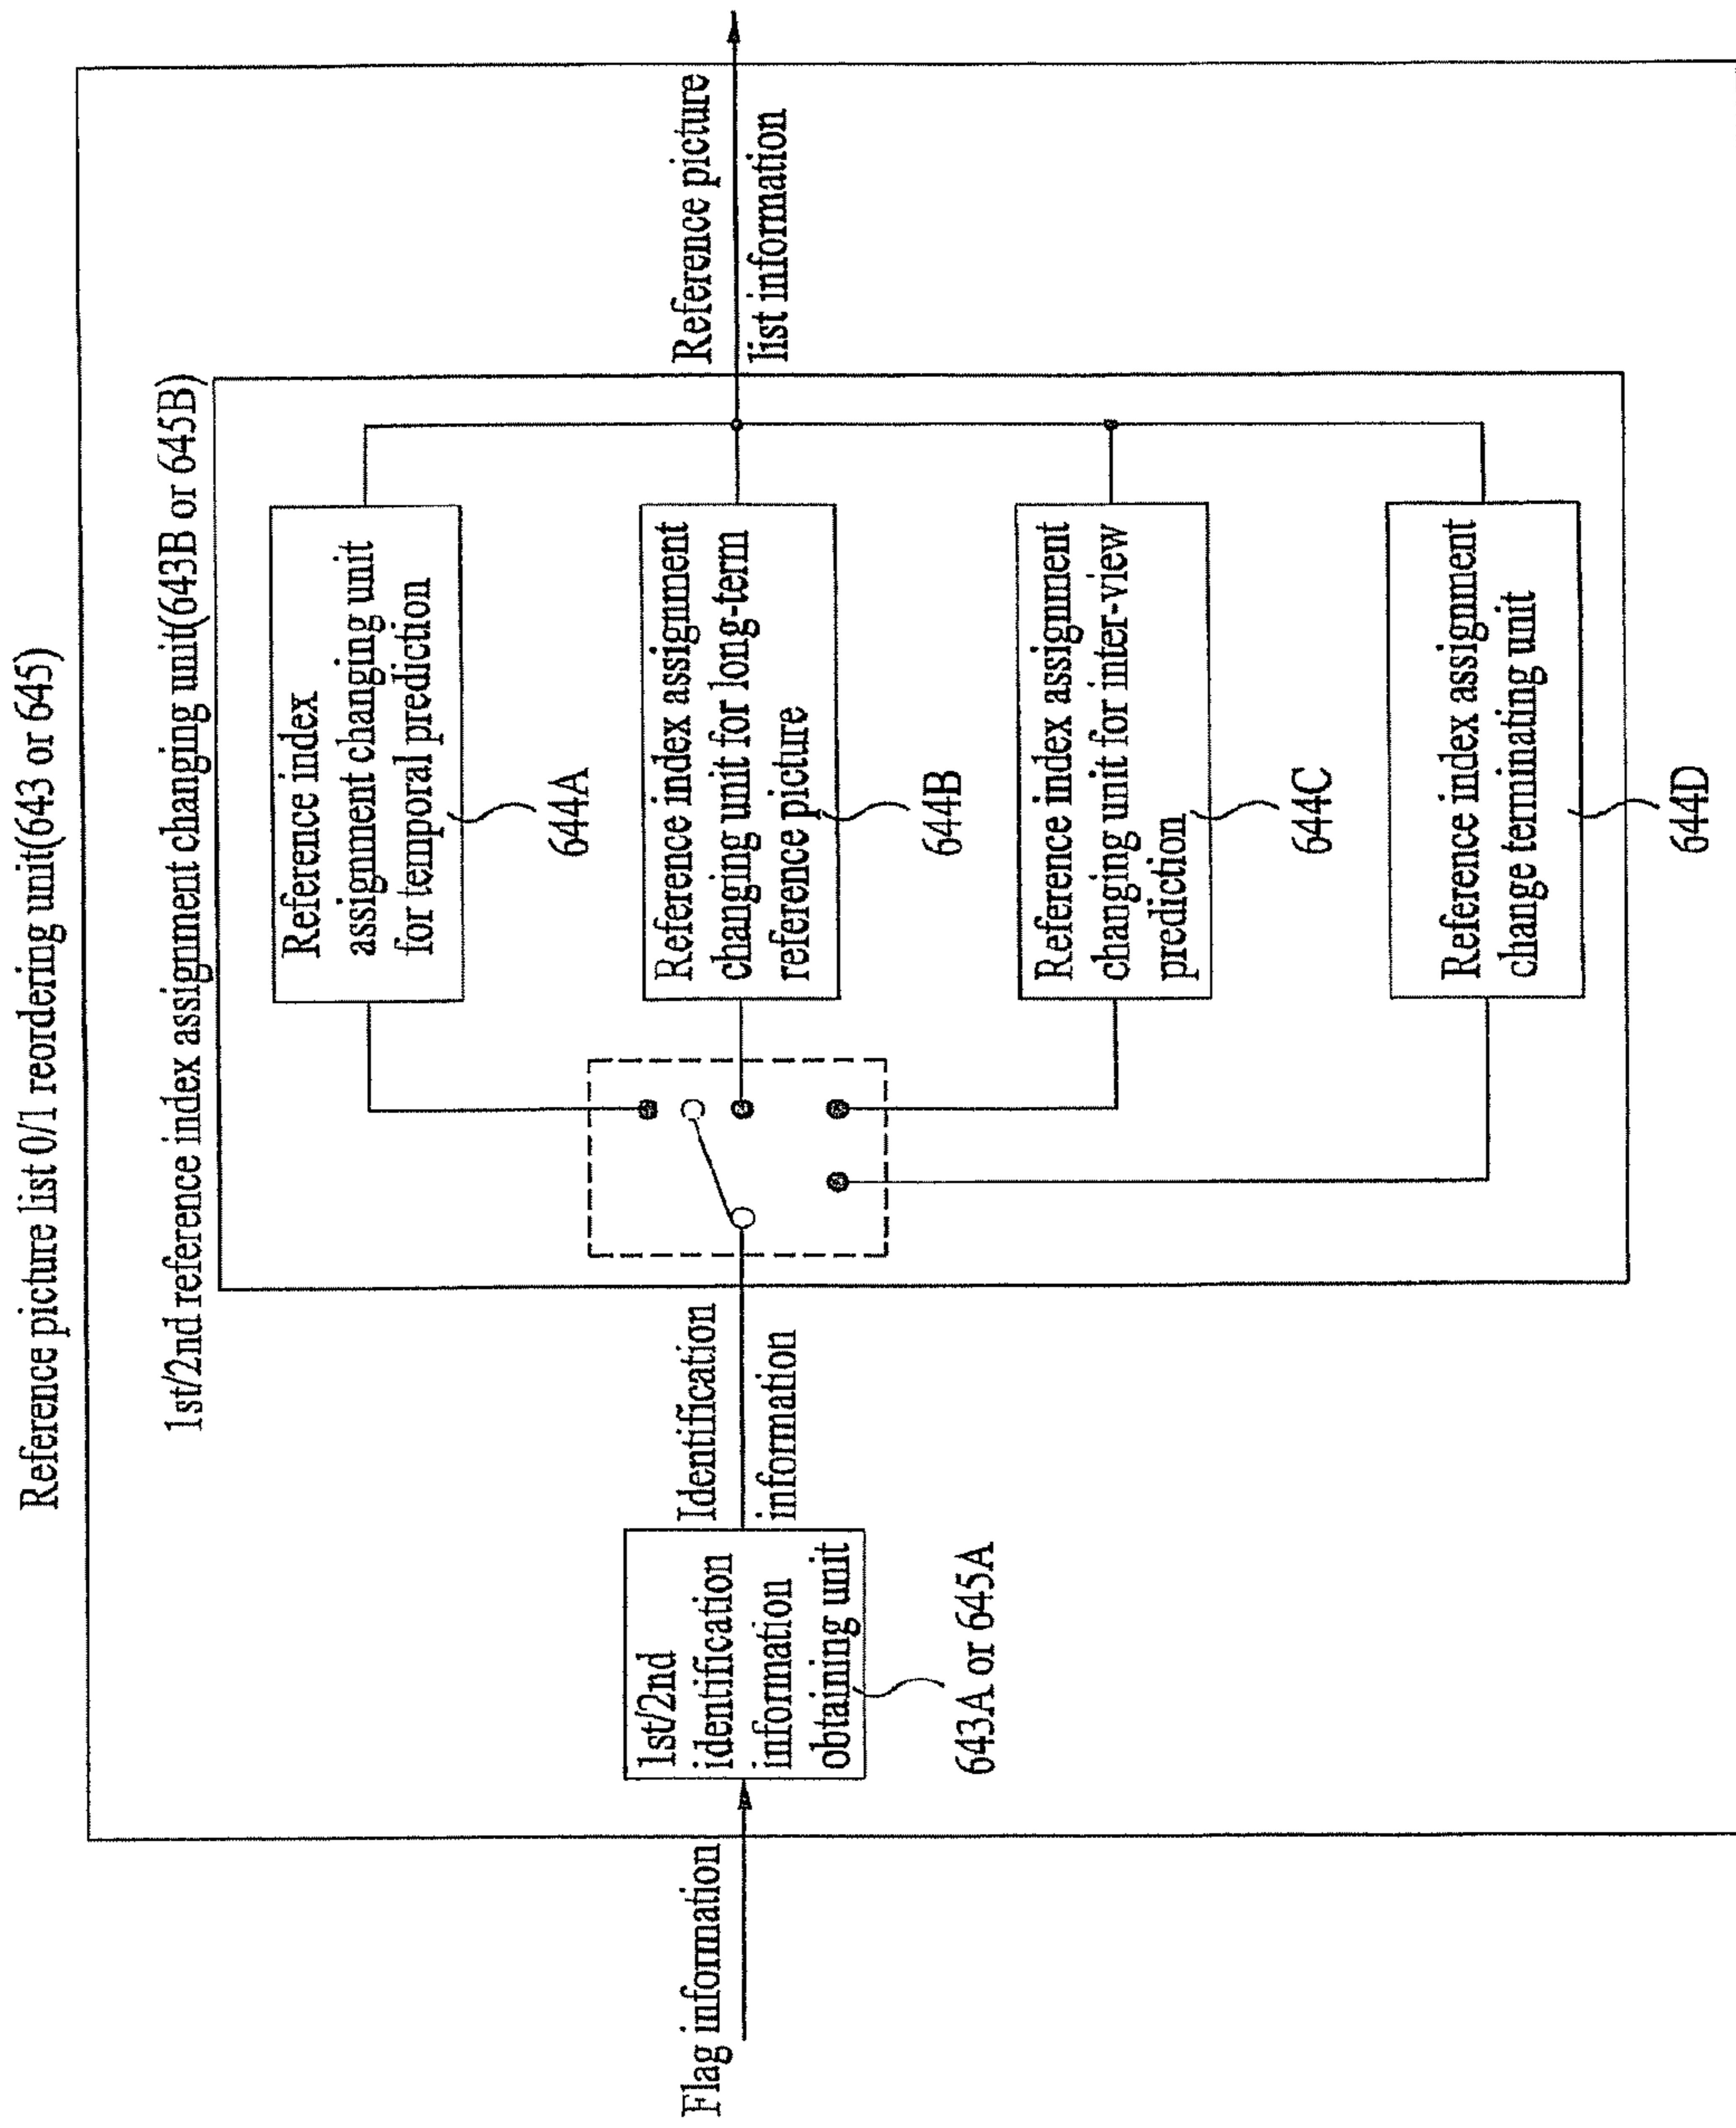 Reference picture list 0/1 reordering unit(643 or 645)
1st/2nd reference index assignment changing unit(643B or 645B)
Flag information
1st/2nd
identification
information
obtaining unit
643A or 645A
Identification
information
Reference index
assignment changing unit
for temporal prediction
644A
Reference index assignment
changing unit for long-term
reference picture
644B
Reference index assignment
changing unit for inter-view
prediction
644C
Reference index assignment
change terminating unit
644D
Reference picture
list information